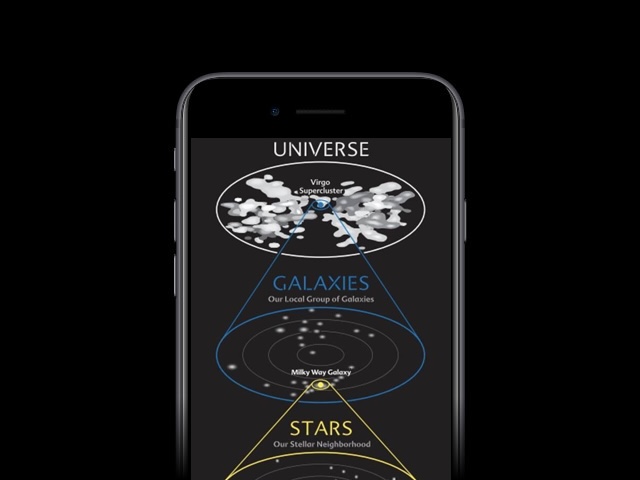 UNIVERSE
Virgo
Supercluster
GALAXIES
Our Local Group of Galaxies
Milky Way Galaxy
STARS
Our Stellar Neighborhood